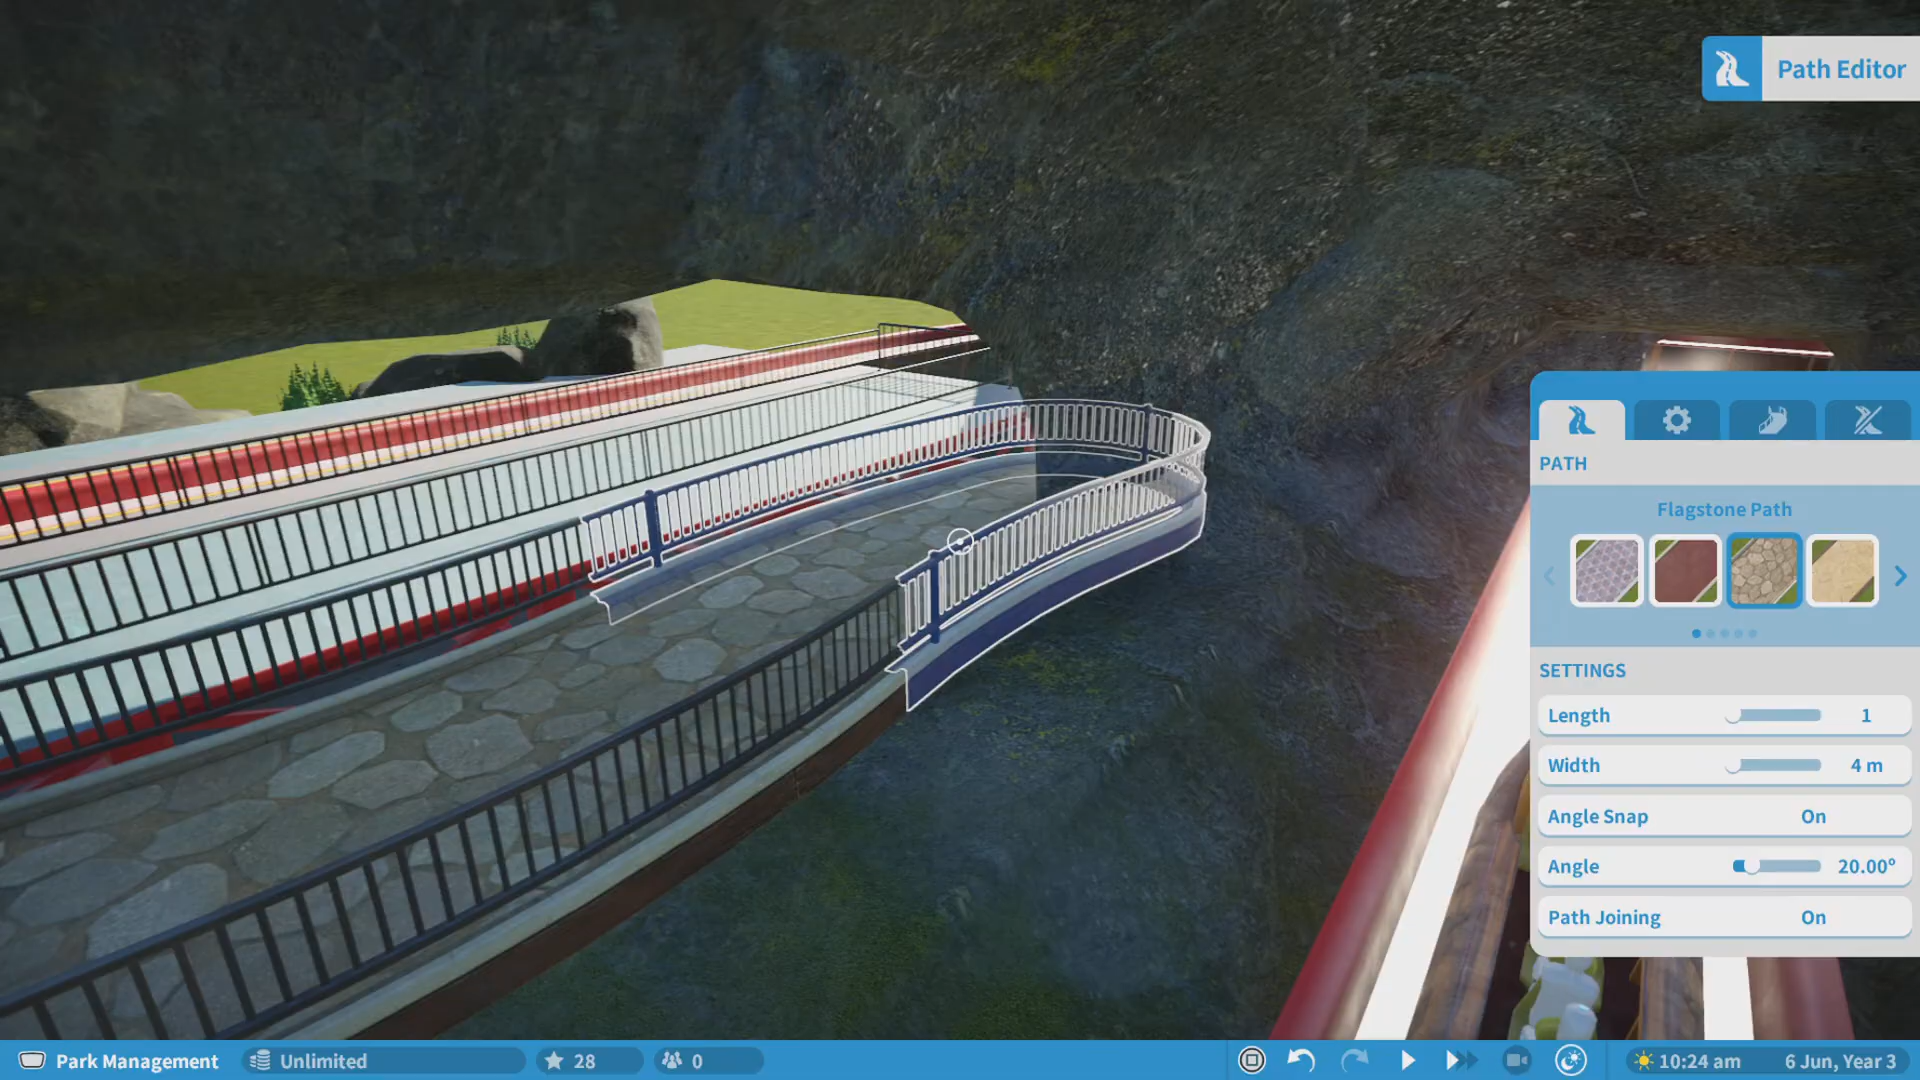 Path Editor
PATH
Flagstone Path
SETTINGS
Length 1
Width 4 m
Angle Snap On
Angle 20.00°
Path Joining On
Park Management Unlimited 28 0 10:24 am 6 Jun, Year 3